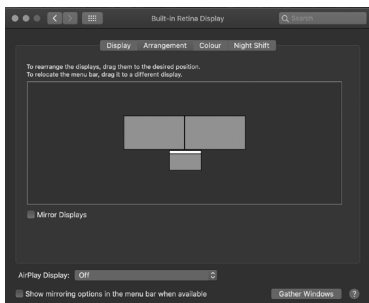 Built-in Retina Display
Search
Display Arrangement Colour Night Shift
To rearrange the displays, drag them to the desired position.
To relocate the menu bar, drag it to a different display.
Mirror Displays
AirPlay Display: Off
Show mirroring options in the menu bar when available
Gather Windows ?